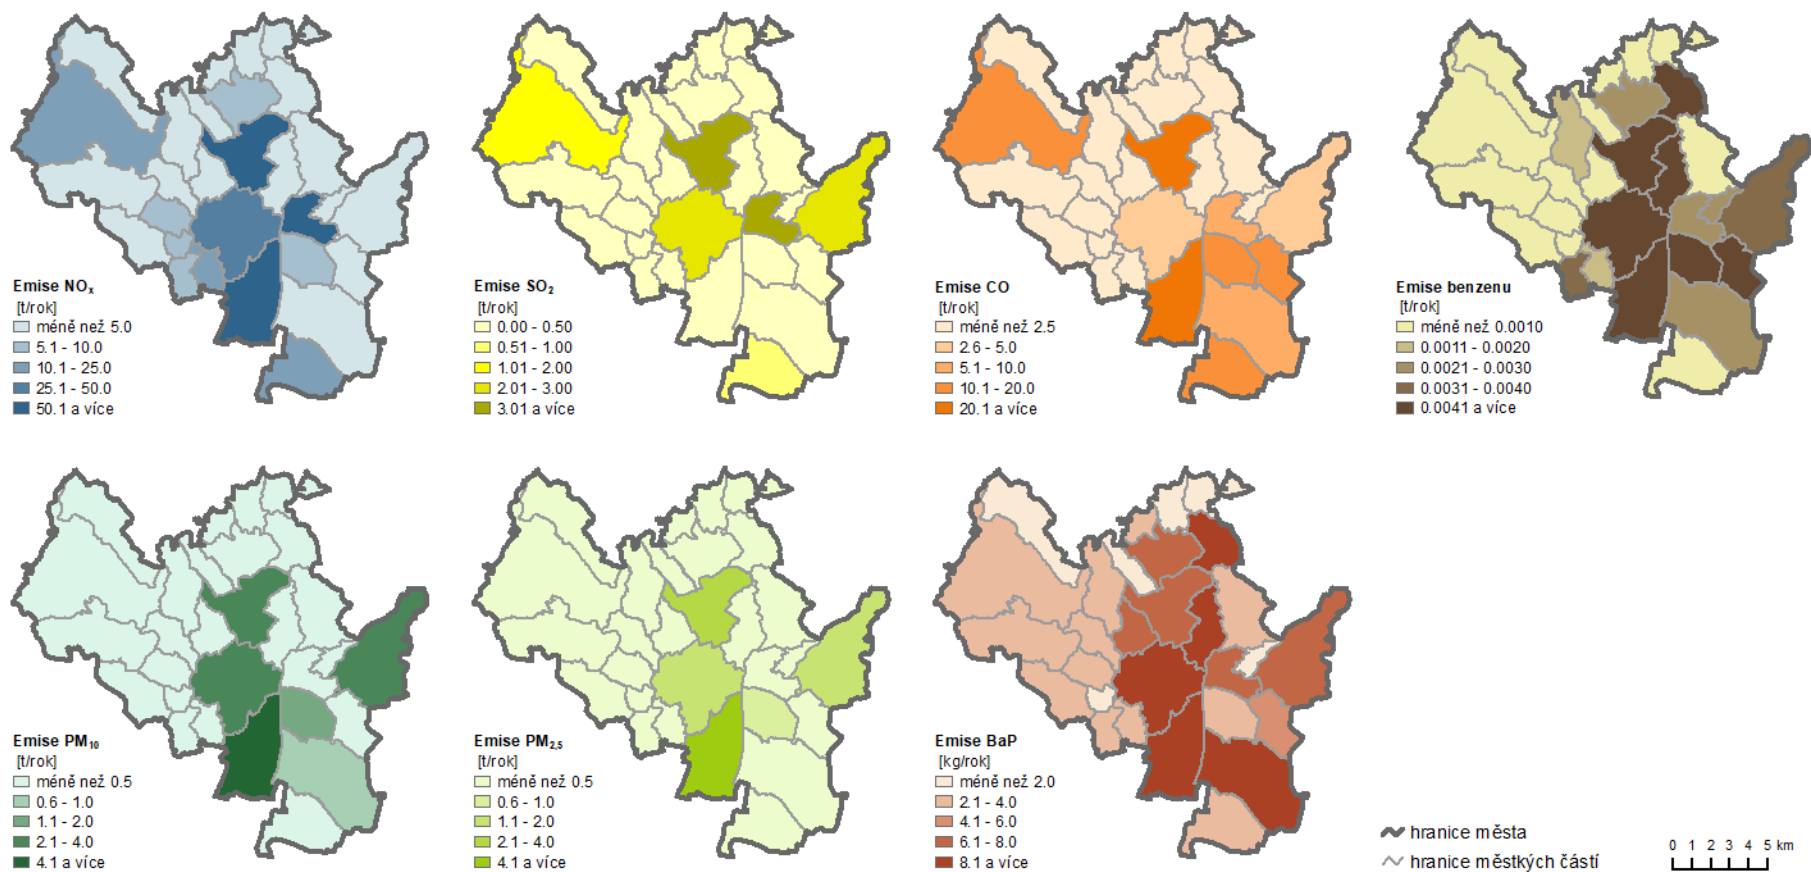 Emise NOₓ
[t/rok]
méně než 5.0
5.1 - 10.0
10.1 - 25.0
25.1 - 50.0
50.1 a více
Emise SO₂
[t/rok]
0.00 - 0.50
0.51 - 1.00
1.01 - 2.00
2.01 - 3.00
3.01 a více
Emise CO
[t/rok]
méně než 2.5
2.6 - 5.0
5.1 - 10.0
10.1 - 20.0
20.1 a více
Emise benzenu
[t/rok]
méně než 0.0010
0.0011 - 0.0020
0.0021 - 0.0030
0.0031 - 0.0040
0.0041 a více
Emise PM₁₀
[t/rok]
méně než 0.5
0.6 - 1.0
1.1 - 2.0
2.1 - 4.0
4.1 a více
Emise PM₂,₅
[t/rok]
méně než 0.5
0.6 - 1.0
1.1 - 2.0
2.1 - 4.0
4.1 a více
Emise BaP
[kg/rok]
méně než 2.0
2.1 - 4.0
4.1 - 6.0
6.1 - 8.0
8.1 a více
hranice města
hranice městkých částí
0 1 2 3 4 5 km